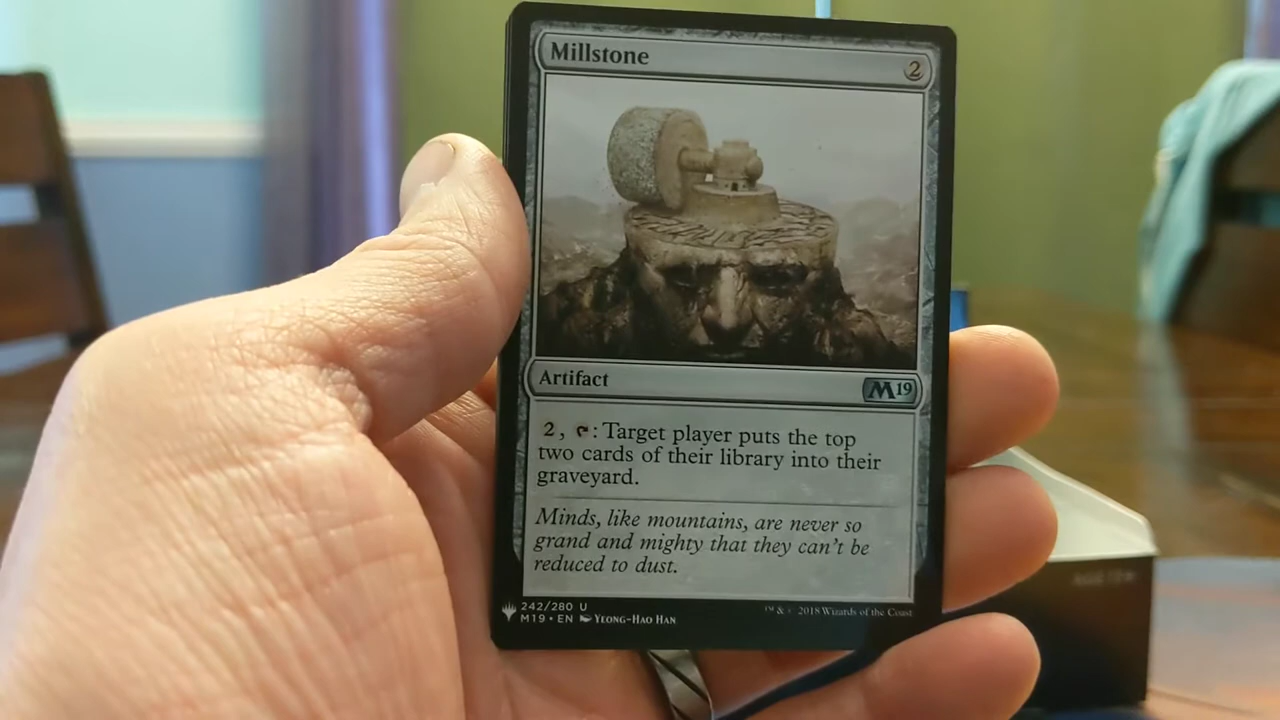 Millstone 2
Artifact M19
2, : Target player puts the top
two cards of their library into their
graveyard.
Minds, like mountains, are never so
grand and mighty that they can't be
reduced to dust.
242/280 U
M19 • EN Yeong-Hao Han
™ & © 2018 Wizards of the Coast